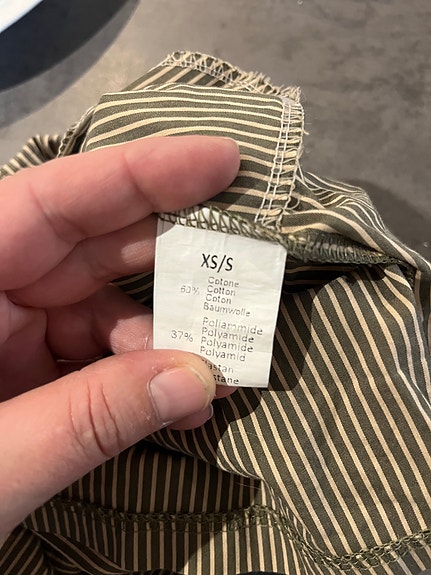 XS/S
Cotone
60% Cotton
Coton
Baumwolle
Poliammide
37% Polyamide
Polyamide
Polyamid